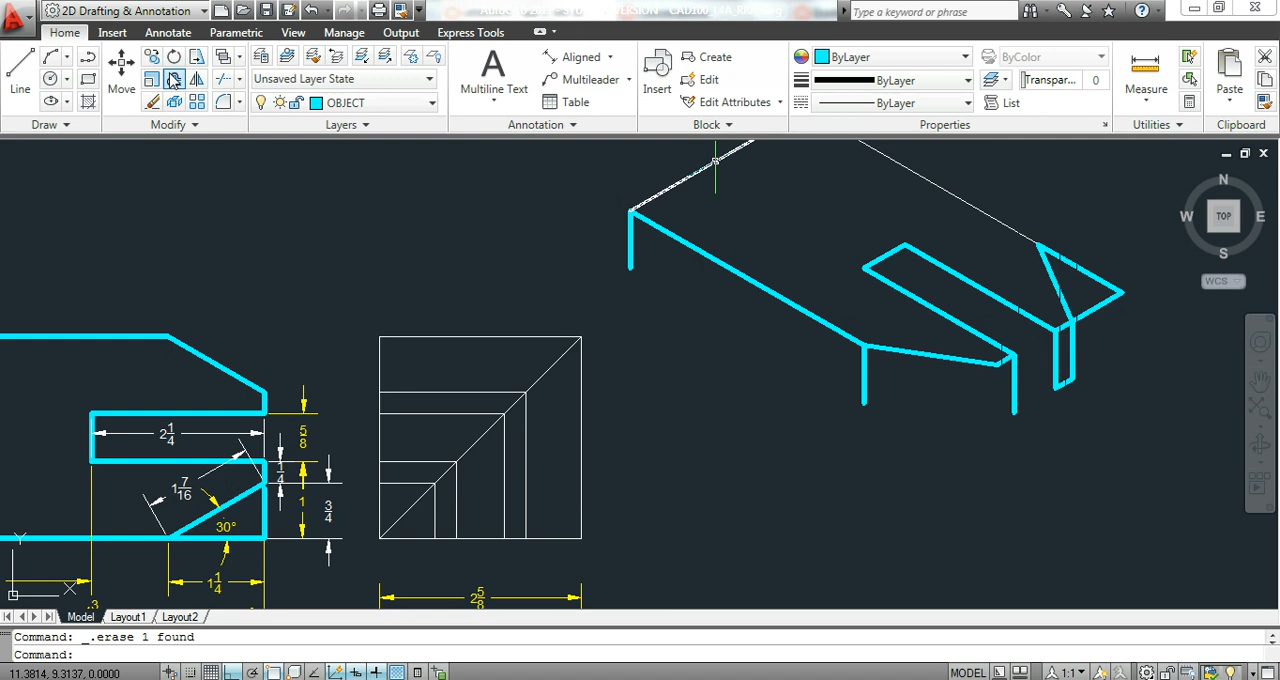 2D Drafting & Annotation
Type a keyword or phrase
Home Insert Annotate Parametric View Manage Output Express Tools
Line
Move
Unsaved Layer State
OBJECT
Multiline Text
Aligned
Multileader
Table
Insert
Create
Edit
Edit Attributes
ByLayer
ByLayer
ByLayer
ByColor
Transpar... 0
List
Measure
Paste
Draw Modify Layers Annotation Block Properties Utilities Clipboard
N
W TOP E
S
WCS
2 1/4
5/8
1/4
1 7/16
1
3/4
30°
1 1/4
.3
2 5/8
Y
X
Model Layout1 Layout2
Command: _.erase 1 found
Command:
11.3814, 9.3137, 0.0000
MODEL
1:1